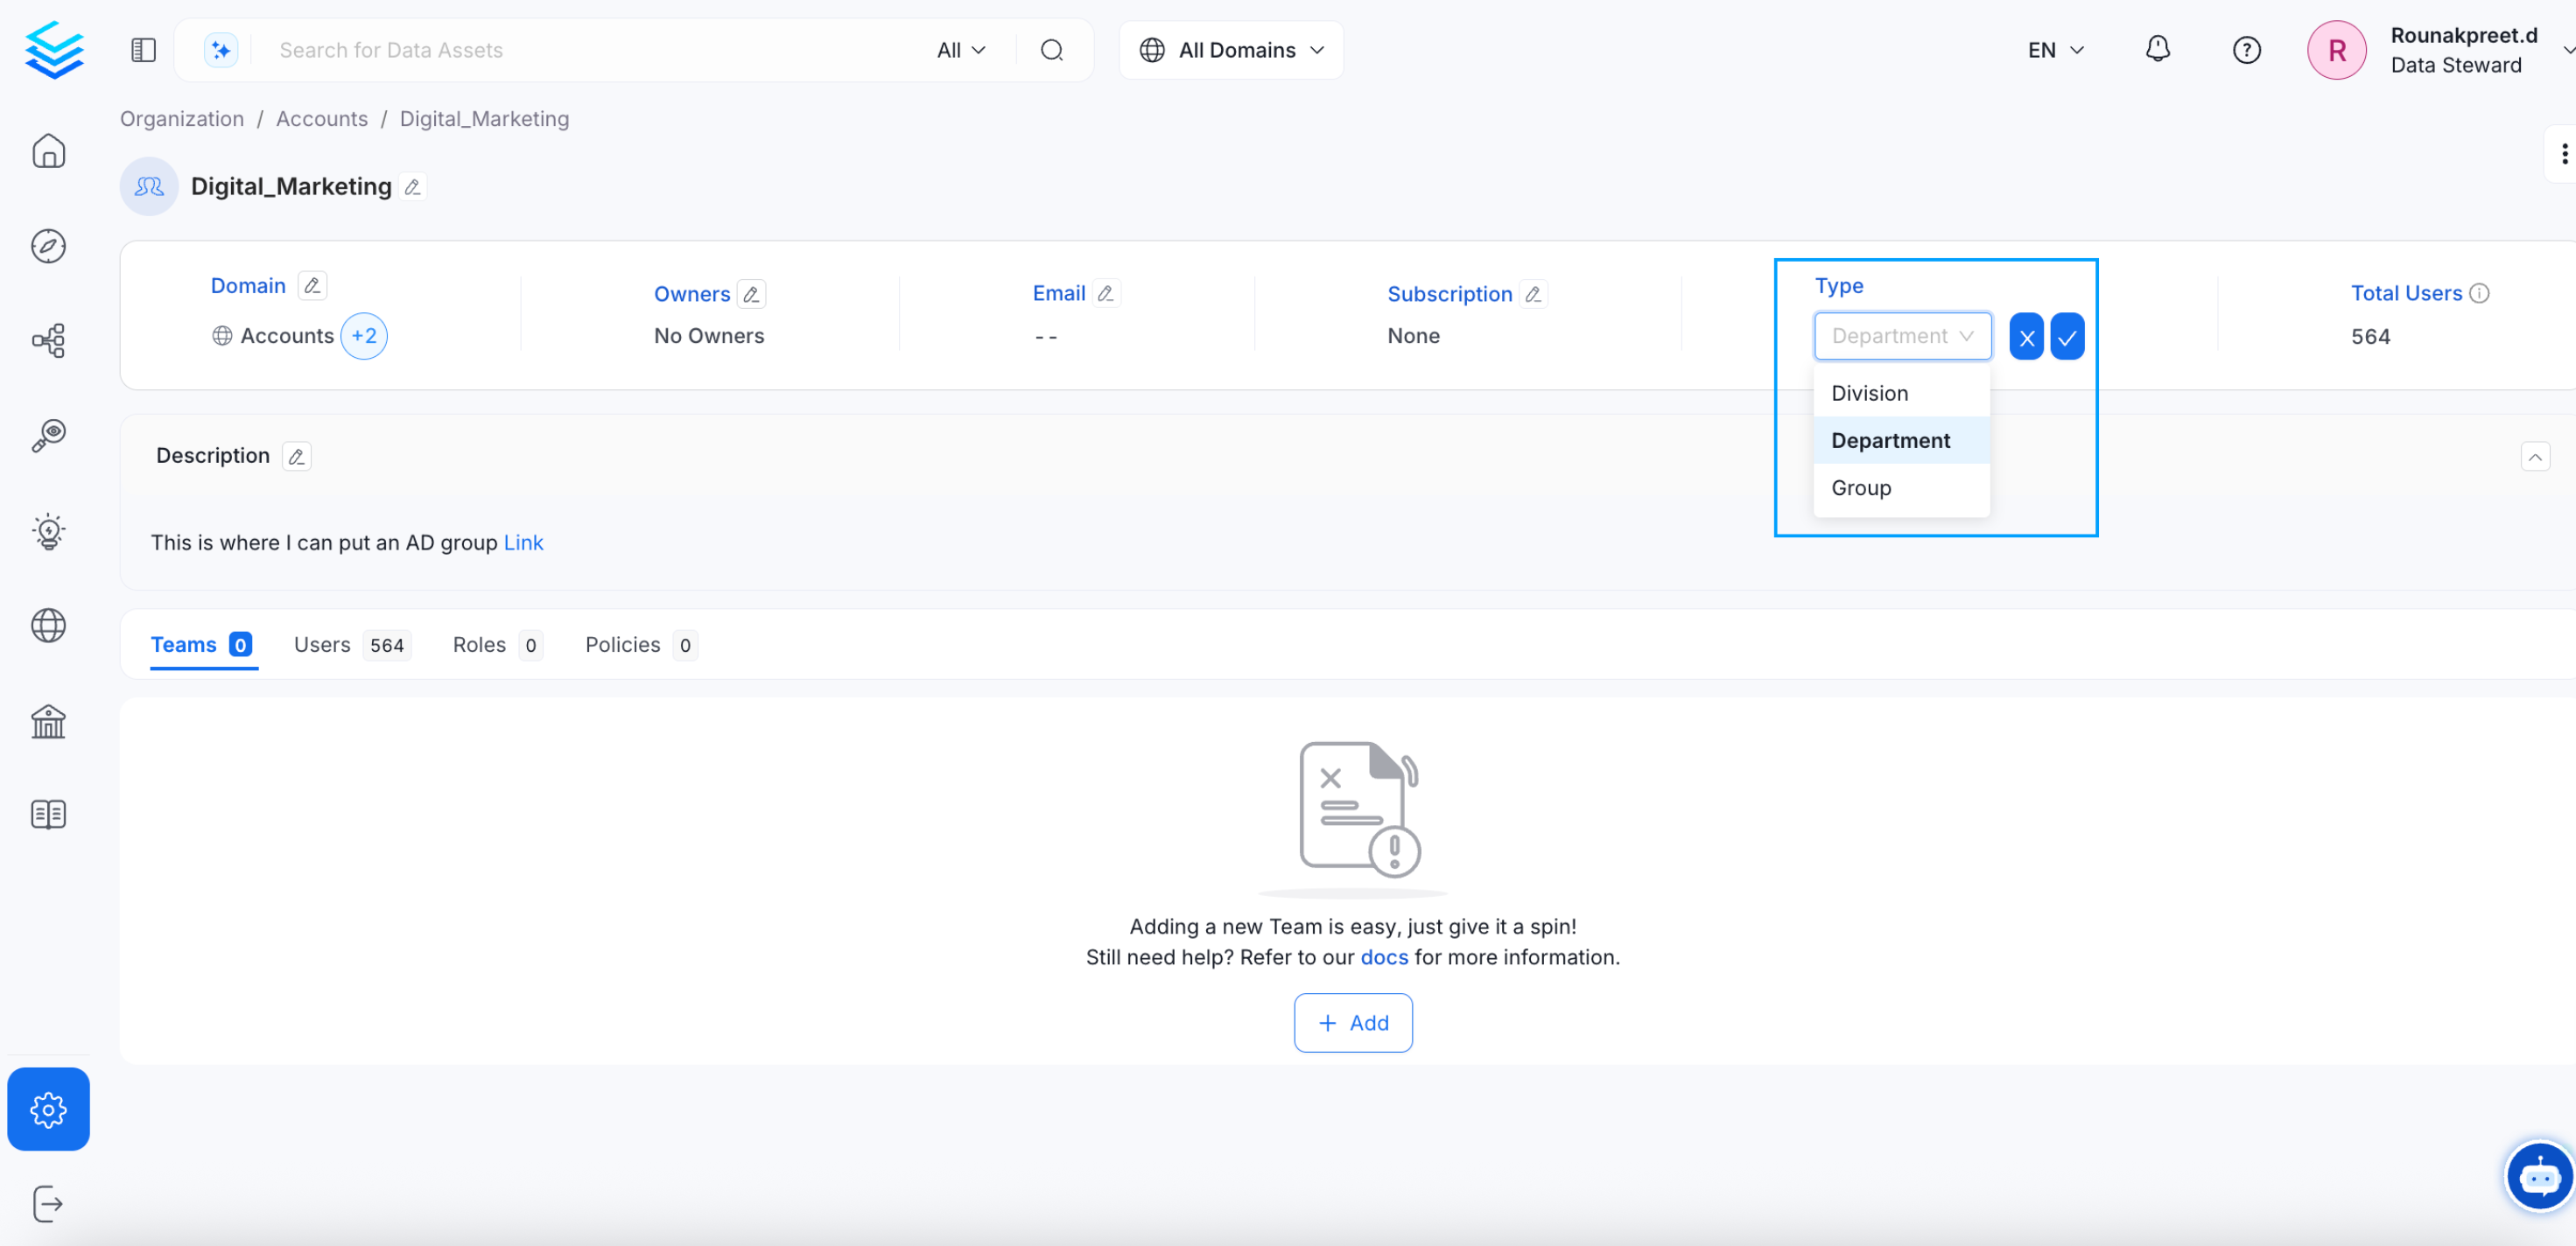 Search for Data Assets All All Domains EN R Rounakpreet.d
Data Steward
Organization / Accounts / Digital_Marketing
Digital_Marketing
Domain Owners Email Subscription Type Total Users
Accounts +2 No Owners -- None Department 564
Division
Department
Group
Description
This is where I can put an AD group Link
Teams 0 Users 564 Roles 0 Policies 0
Adding a new Team is easy, just give it a spin!
Still need help? Refer to our docs for more information.
+ Add